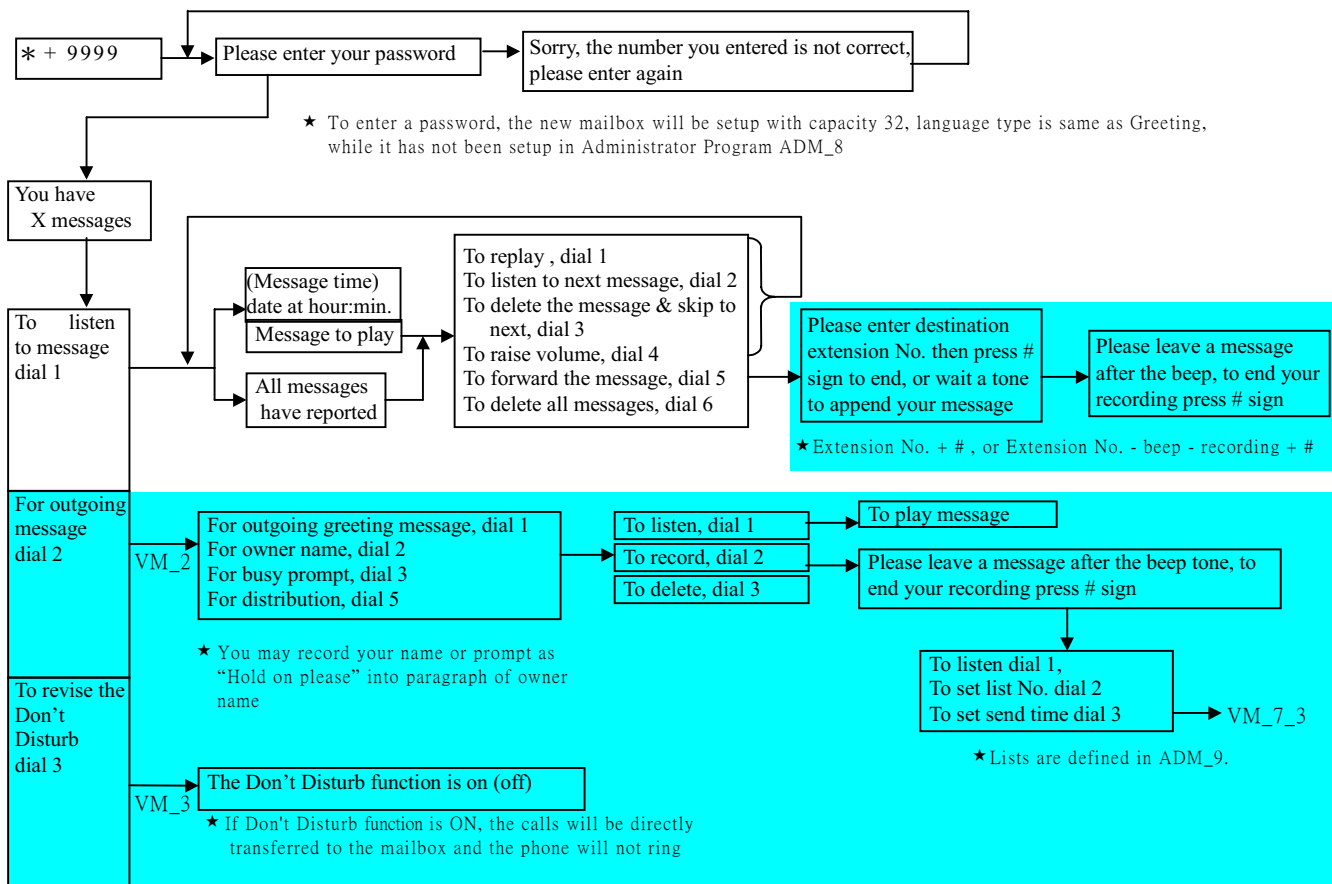 * + 9999
Please enter your password
Sorry, the number you entered is not correct,
please enter again
★ To enter a password, the new mailbox will be setup with capacity 32, language type is same as Greeting,
while it has not been setup in Administrator Program ADM_8
You have
X messages
To listen
to message
dial 1
(Message time)
date at hour:min.
Message to play
All messages
have reported
To replay , dial 1
To listen to next message, dial 2
To delete the message & skip to
next, dial 3
To raise volume, dial 4
To forward the message, dial 5
To delete all messages, dial 6
Please enter destination
extension No. then press #
sign to end, or wait a tone
to append your message
Please leave a message
after the beep, to end your
recording press # sign
★ Extension No. + # , or Extension No. - beep - recording + #
For outgoing
message
dial 2
VM_2
For outgoing greeting message, dial 1
For owner name, dial 2
For busy prompt, dial 3
For distribution, dial 5
To listen, dial 1
To record, dial 2
To delete, dial 3
To play message
Please leave a message after the beep tone, to
end your recording press # sign
★ You may record your name or prompt as
“Hold on please” into paragraph of owner
name
To listen dial 1,
To set list No. dial 2
To set send time dial 3
VM_7_3
★ Lists are defined in ADM_9.
To revise the
Don’t
Disturb
dial 3
VM_3
The Don’t Disturb function is on (off)
★ If Don't Disturb function is ON, the calls will be directly
transferred to the mailbox and the phone will not ring